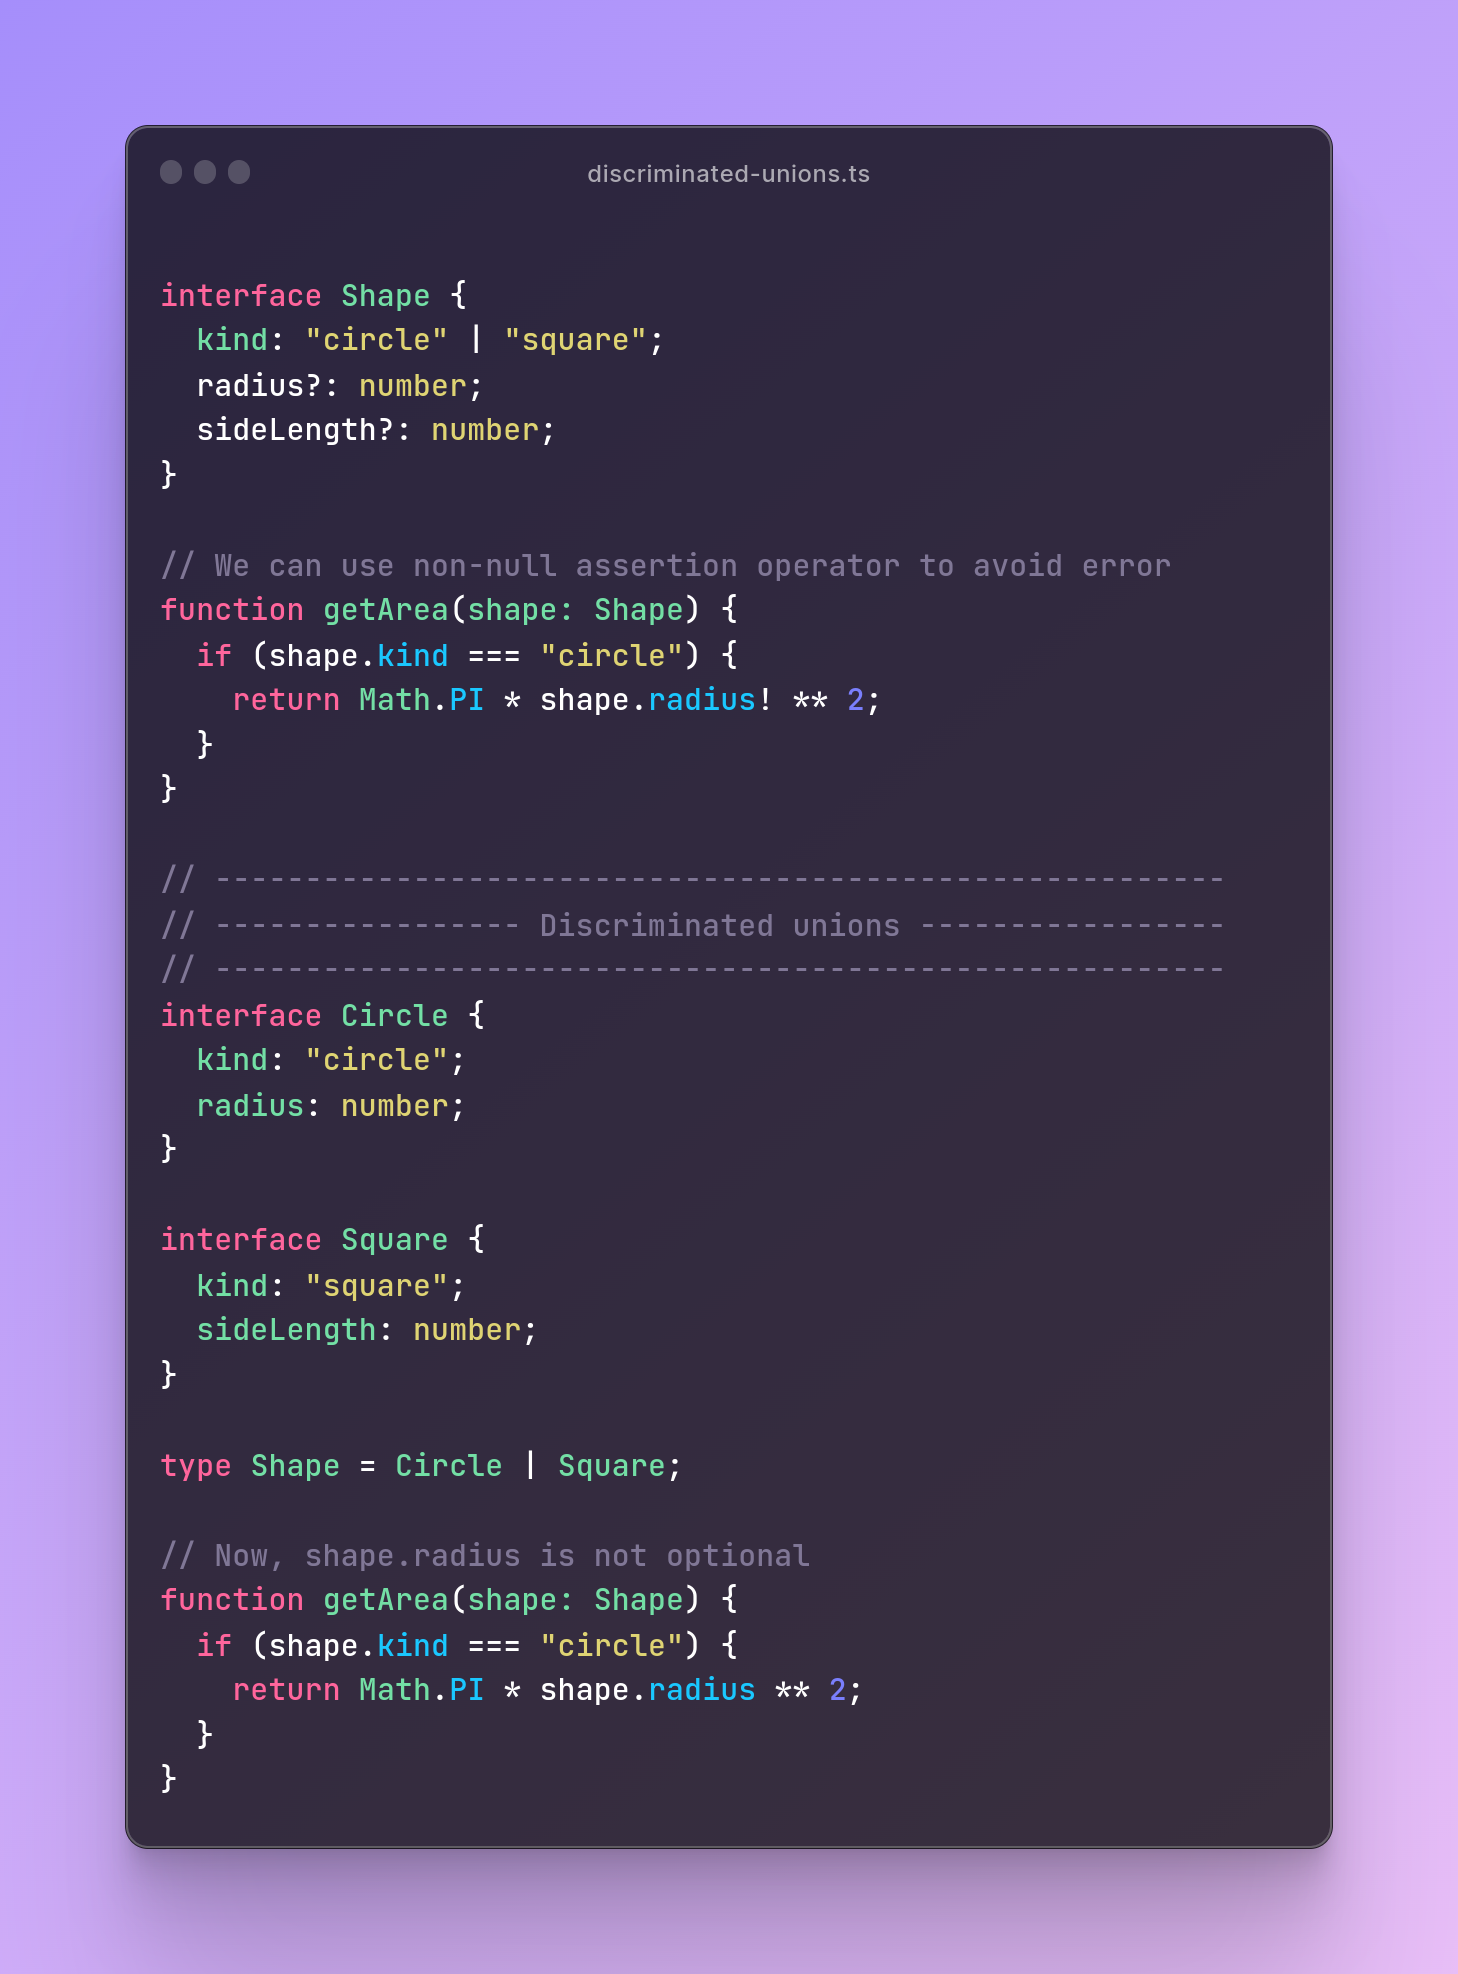 discriminated-unions.ts
interface Shape {
  kind: "circle" | "square";
  radius?: number;
  sideLength?: number;
}
// We can use non-null assertion operator to avoid error
function getArea(shape: Shape) {
  if (shape.kind === "circle") {
    return Math.PI * shape.radius! ** 2;
  }
}
// --------------------------------------------------------
// ----------------- Discriminated unions -----------------
// --------------------------------------------------------
interface Circle {
  kind: "circle";
  radius: number;
}
interface Square {
  kind: "square";
  sideLength: number;
}
type Shape = Circle | Square;
// Now, shape.radius is not optional
function getArea(shape: Shape) {
  if (shape.kind === "circle") {
    return Math.PI * shape.radius ** 2;
  }
}